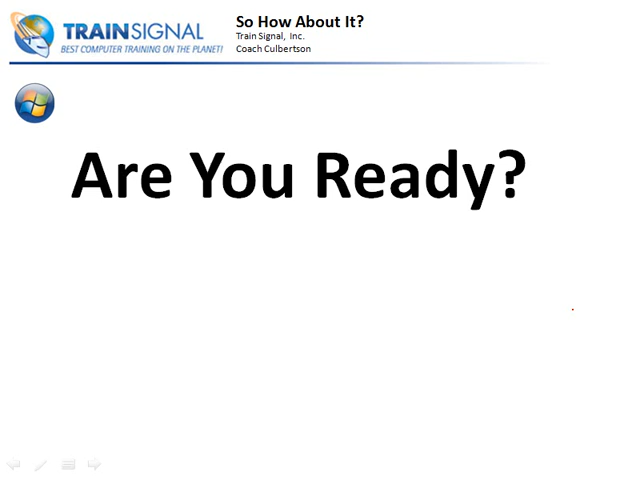 TRAINSIGNAL
BEST COMPUTER TRAINING ON THE PLANET!
So How About It?
Train Signal, Inc.
Coach Culbertson
Are You Ready?